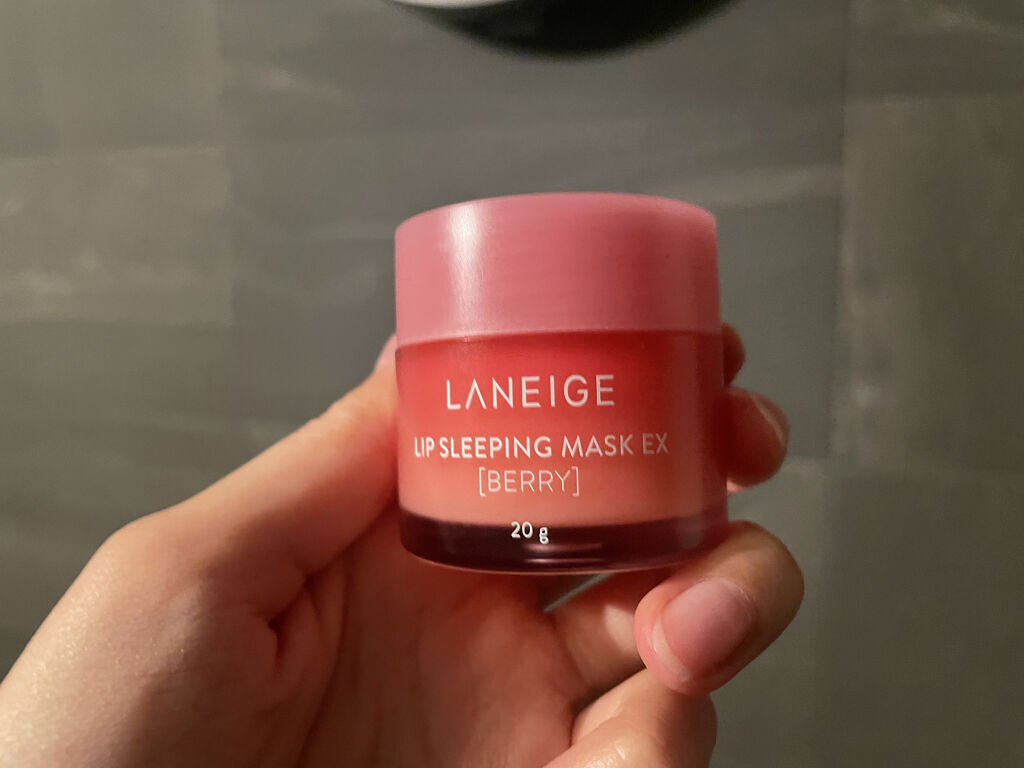 LANEIGE
LIP SLEEPING MASK EX
[BERRY]
20 g